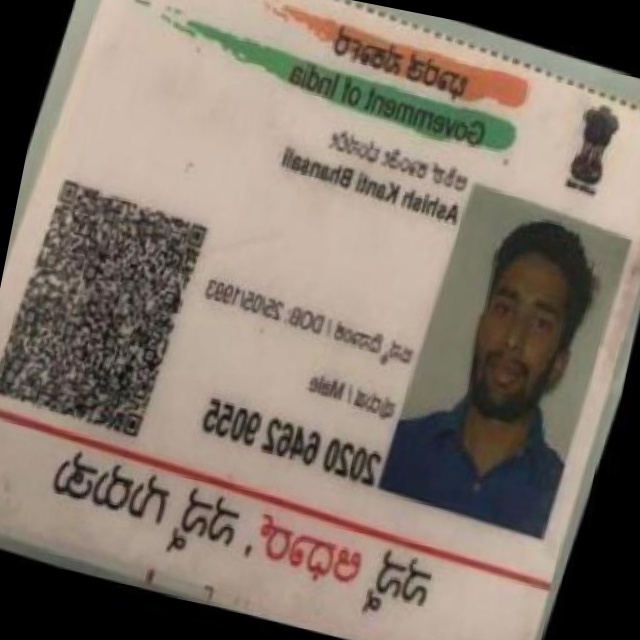 ಭಾರತ ಸರ್ಕಾರ
Government of India
Ashish Kanti Bhansali
ಜನ್ಮ ದಿನಾಂಕ / DOB: 25/05/1993
ಪುರುಷ / Male
2020 6462 9055
ನನ್ನ ಆಧಾರ್, ನನ್ನ ಗುರುತು